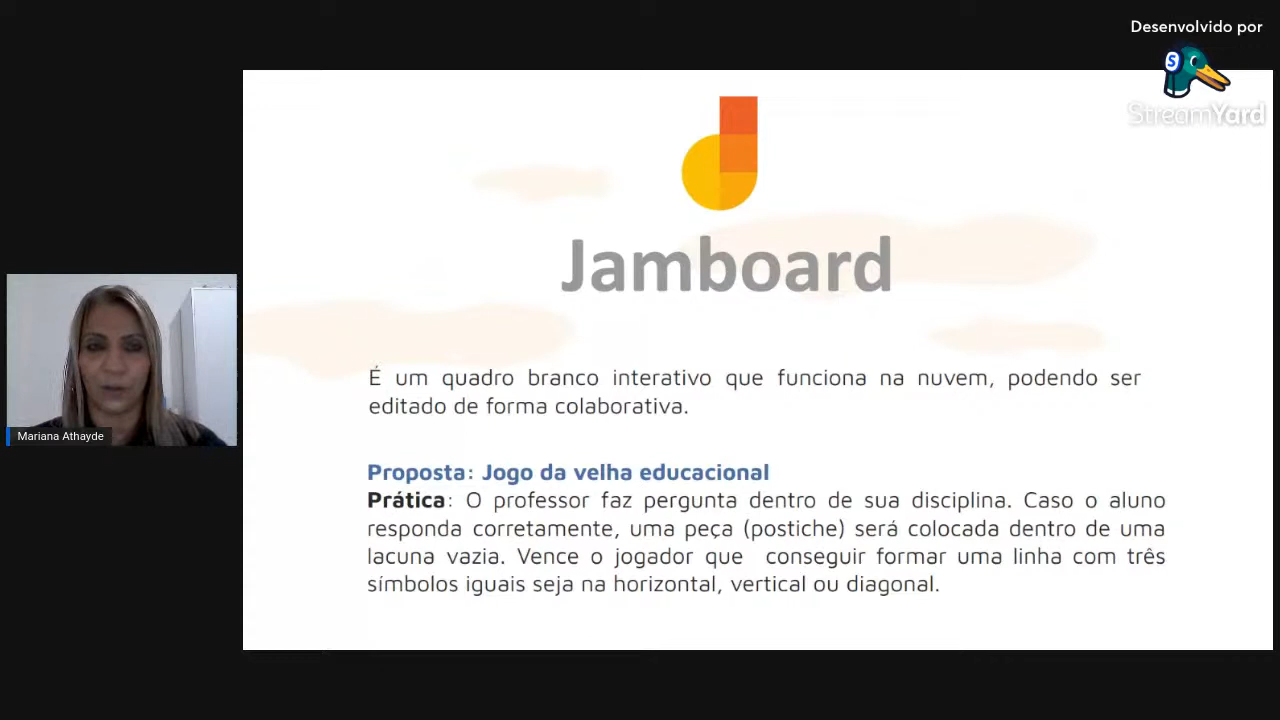 Desenvolvido por
S
StreamYard
Jamboard
É um quadro branco interativo que funciona na nuvem, podendo ser
editado de forma colaborativa.
Mariana Athayde
Proposta: Jogo da velha educacional
Prática: O professor faz pergunta dentro de sua disciplina. Caso o aluno
responda corretamente, uma peça (postiche) será colocada dentro de uma
lacuna vazia. Vence o jogador que conseguir formar uma linha com três
símbolos iguais seja na horizontal, vertical ou diagonal.